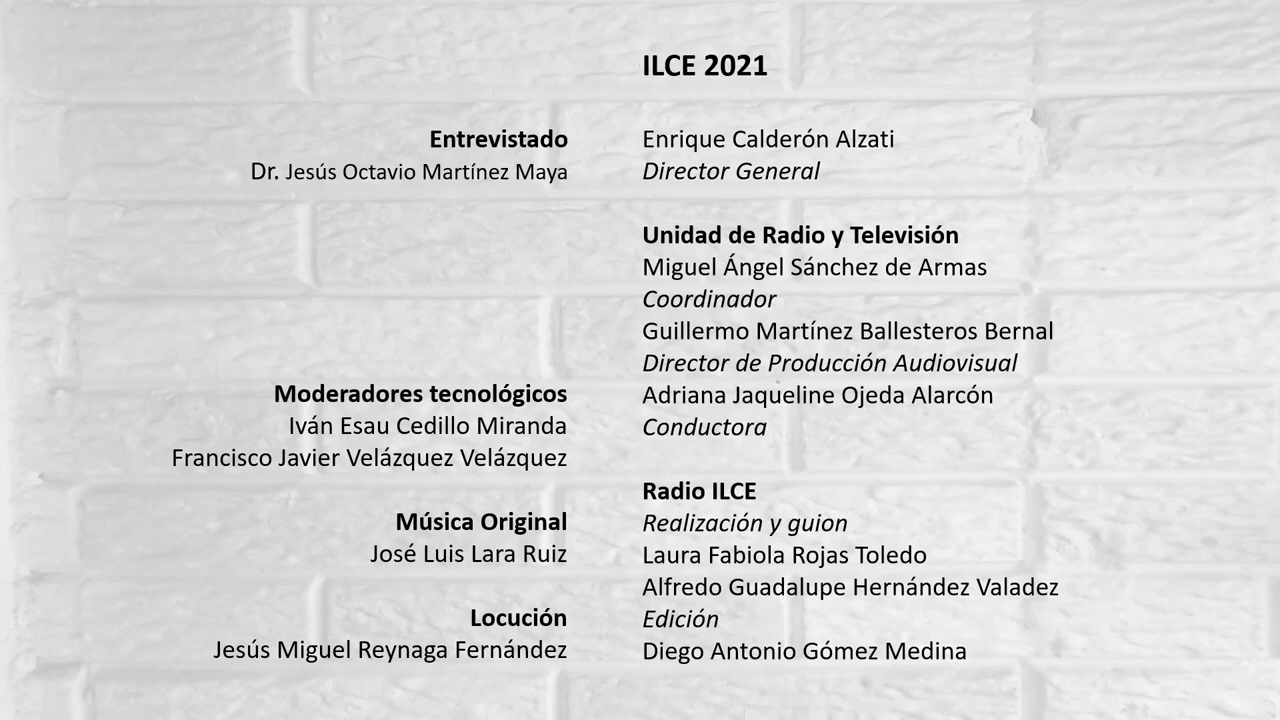 ILCE 2021
Entrevistado
Dr. Jesús Octavio Martínez Maya
Moderadores tecnológicos
Iván Esau Cedillo Miranda
Francisco Javier Velázquez Velázquez
Música Original
José Luis Lara Ruiz
Locución
Jesús Miguel Reynaga Fernández
Enrique Calderón Alzati
Director General
Unidad de Radio y Televisión
Miguel Ángel Sánchez de Armas
Coordinador
Guillermo Martínez Ballesteros Bernal
Director de Producción Audiovisual
Adriana Jaqueline Ojeda Alarcón
Conductora
Radio ILCE
Realización y guion
Laura Fabiola Rojas Toledo
Alfredo Guadalupe Hernández Valadez
Edición
Diego Antonio Gómez Medina